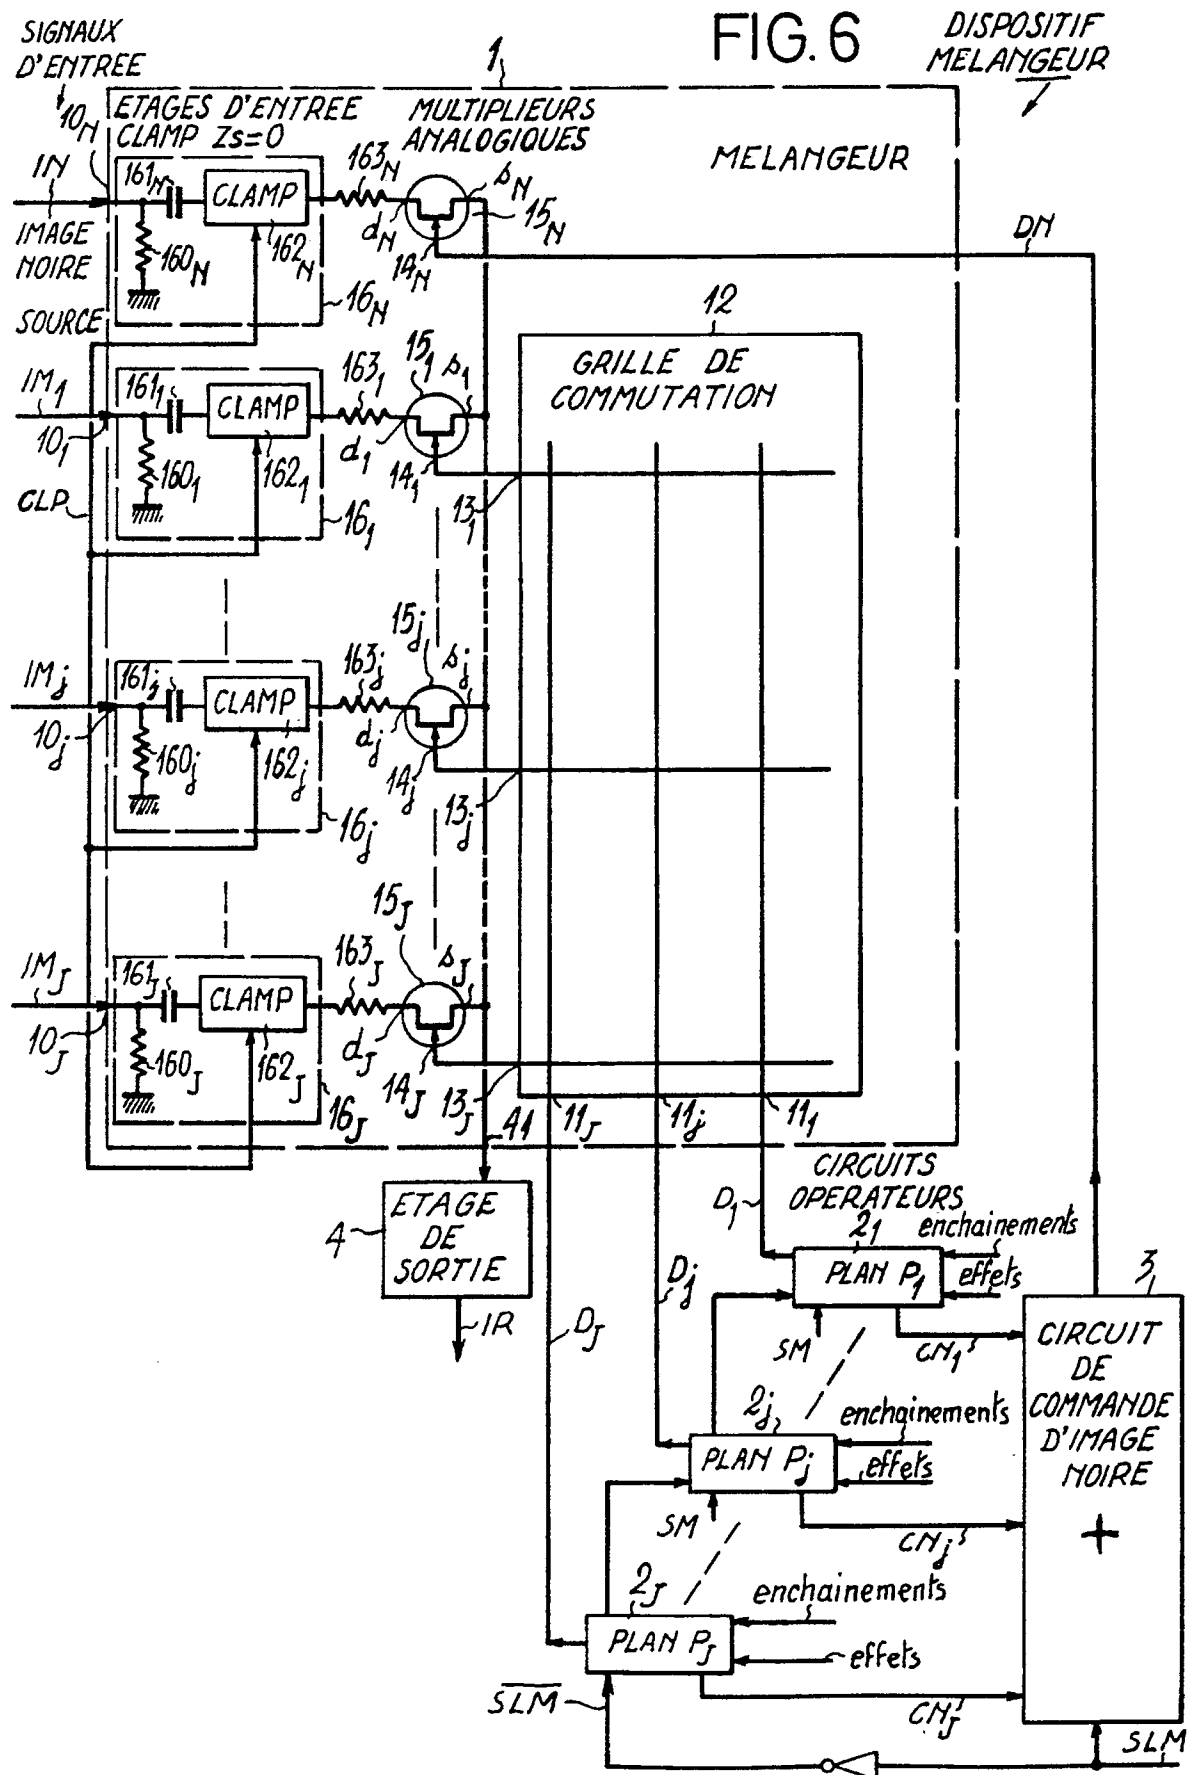 FIG. 6
DISPOSITIF
MELANGEUR
SIGNAUX
D'ENTREE
1
10N
ETAGES D'ENTREE
CLAMP Zs=0
MULTIPLIEURS
ANALOGIQUES
MELANGEUR
IN
IMAGE
NOIRE
161N
CLAMP
163N
sN
dN
15N
160N
162N
14N
DN
16N
SOURCE
12
GRILLE DE
COMMUTATION
IM1
1611
CLAMP
1631
151
s1
101
d1
141
1601
1621
CLP
161
131
IMj
161j
CLAMP
163j
15j
sj
10j
dj
160j
162j
14j
13j
16j
IMJ
161J
CLAMP
163J
15J
sJ
10J
dJ
160J
162J
14J
13J
16J
41
11J
11j
111
CIRCUITS
OPERATEURS
4
ETAGE
DE
SORTIE
IR
D1
21
enchainements
PLAN P1
effets
SM
CN1
3
CIRCUIT
DE
COMMANDE
D'IMAGE
NOIRE
+
Dj
DJ
2j
enchainements
PLAN Pj
effets
SM
CNj
2J
enchainements
PLAN PJ
effets
SLM
CNJ
SLM